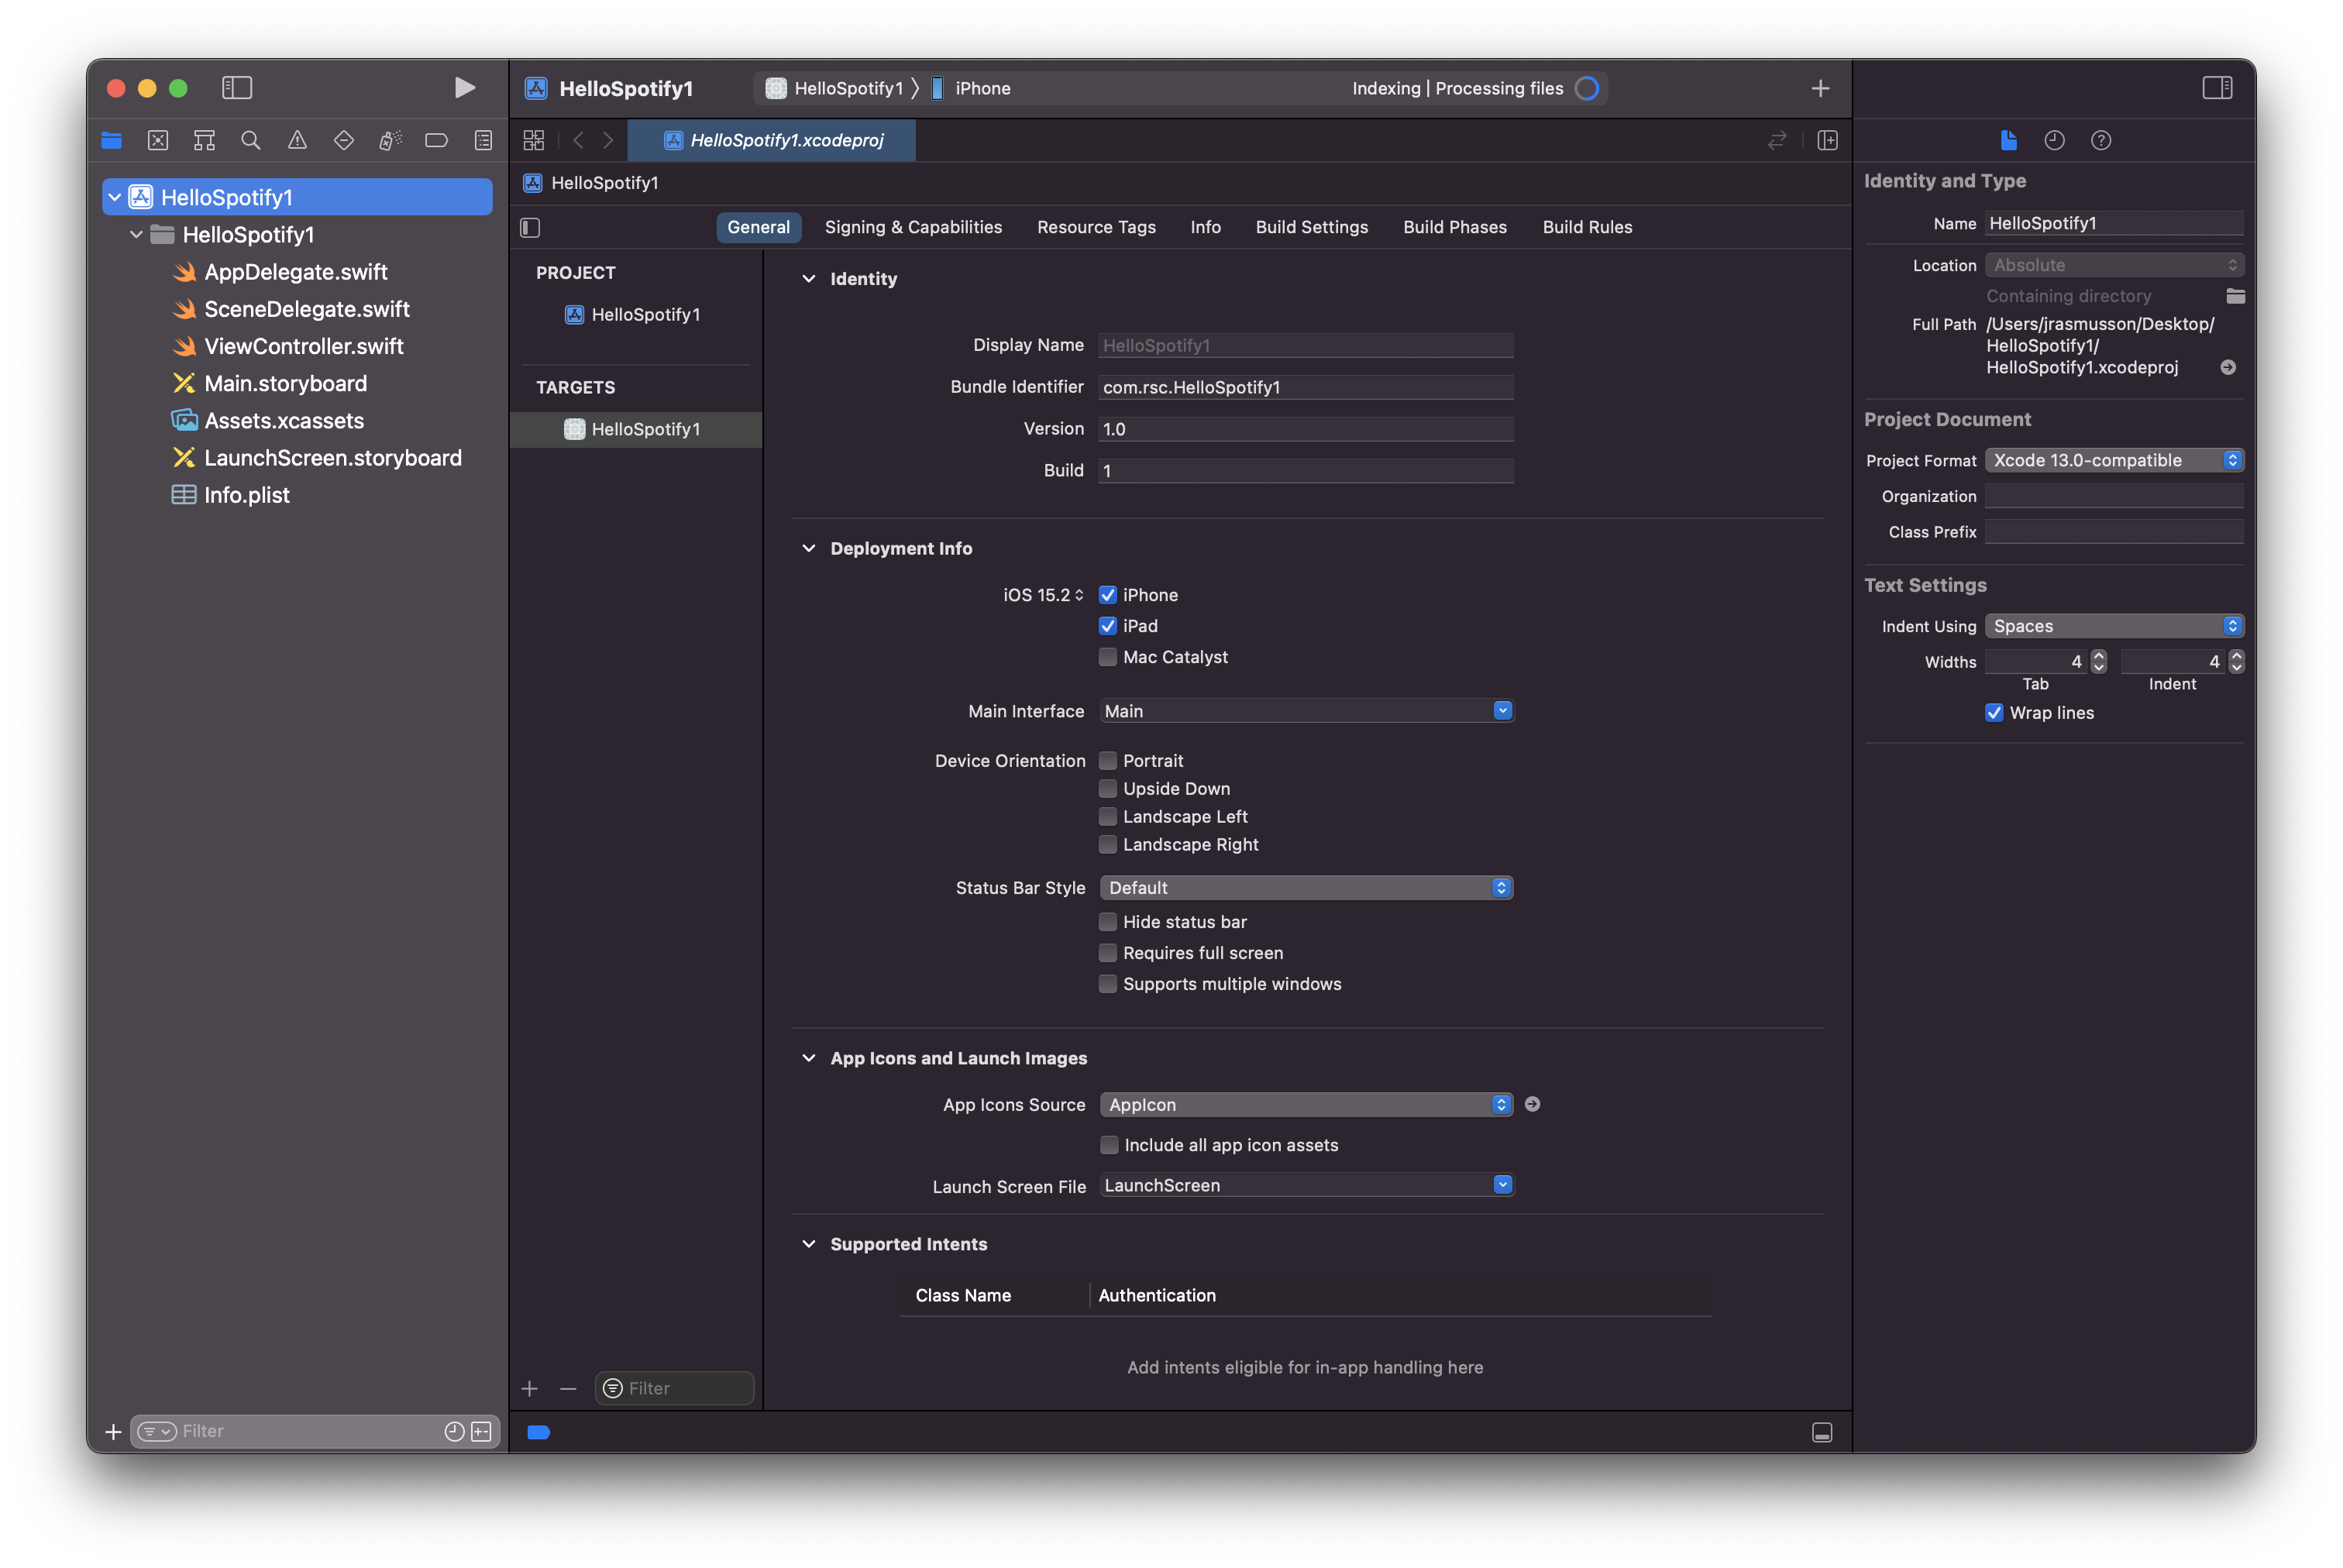 HelloSpotify1
HelloSpotify1 〉 iPhone
Indexing | Processing files
HelloSpotify1.xcodeproj
HelloSpotify1
HelloSpotify1
AppDelegate.swift
SceneDelegate.swift
ViewController.swift
Main.storyboard
Assets.xcassets
LaunchScreen.storyboard
Info.plist
Filter
HelloSpotify1
General
Signing & Capabilities
Resource Tags
Info
Build Settings
Build Phases
Build Rules
PROJECT
HelloSpotify1
TARGETS
HelloSpotify1
Filter
Identity
Display Name HelloSpotify1
Bundle Identifier com.rsc.HelloSpotify1
Version 1.0
Build 1
Deployment Info
iOS 15.2 iPhone
iPad
Mac Catalyst
Main Interface Main
Device Orientation Portrait
Upside Down
Landscape Left
Landscape Right
Status Bar Style Default
Hide status bar
Requires full screen
Supports multiple windows
App Icons and Launch Images
App Icons Source AppIcon
Include all app icon assets
Launch Screen File LaunchScreen
Supported Intents
Class Name Authentication
Add intents eligible for in-app handling here
Identity and Type
Name HelloSpotify1
Location Absolute
Containing directory
Full Path /Users/jrasmusson/Desktop/
HelloSpotify1/
HelloSpotify1.xcodeproj
Project Document
Project Format Xcode 13.0-compatible
Organization
Class Prefix
Text Settings
Indent Using Spaces
Widths 4 4
Tab Indent
Wrap lines